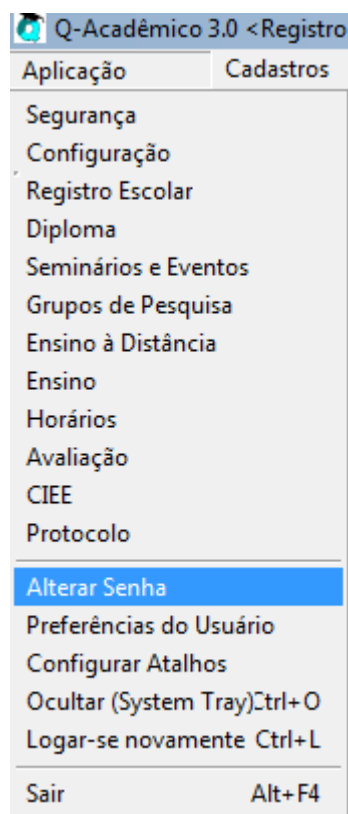 Q-Acadêmico 3.0 <Registro
Aplicação Cadastros
Segurança
Configuração
Registro Escolar
Diploma
Seminários e Eventos
Grupos de Pesquisa
Ensino à Distância
Ensino
Horários
Avaliação
CIEE
Protocolo
Alterar Senha
Preferências do Usuário
Configurar Atalhos
Ocultar (System Tray)Ctrl+O
Logar-se novamente Ctrl+L
Sair Alt+F4